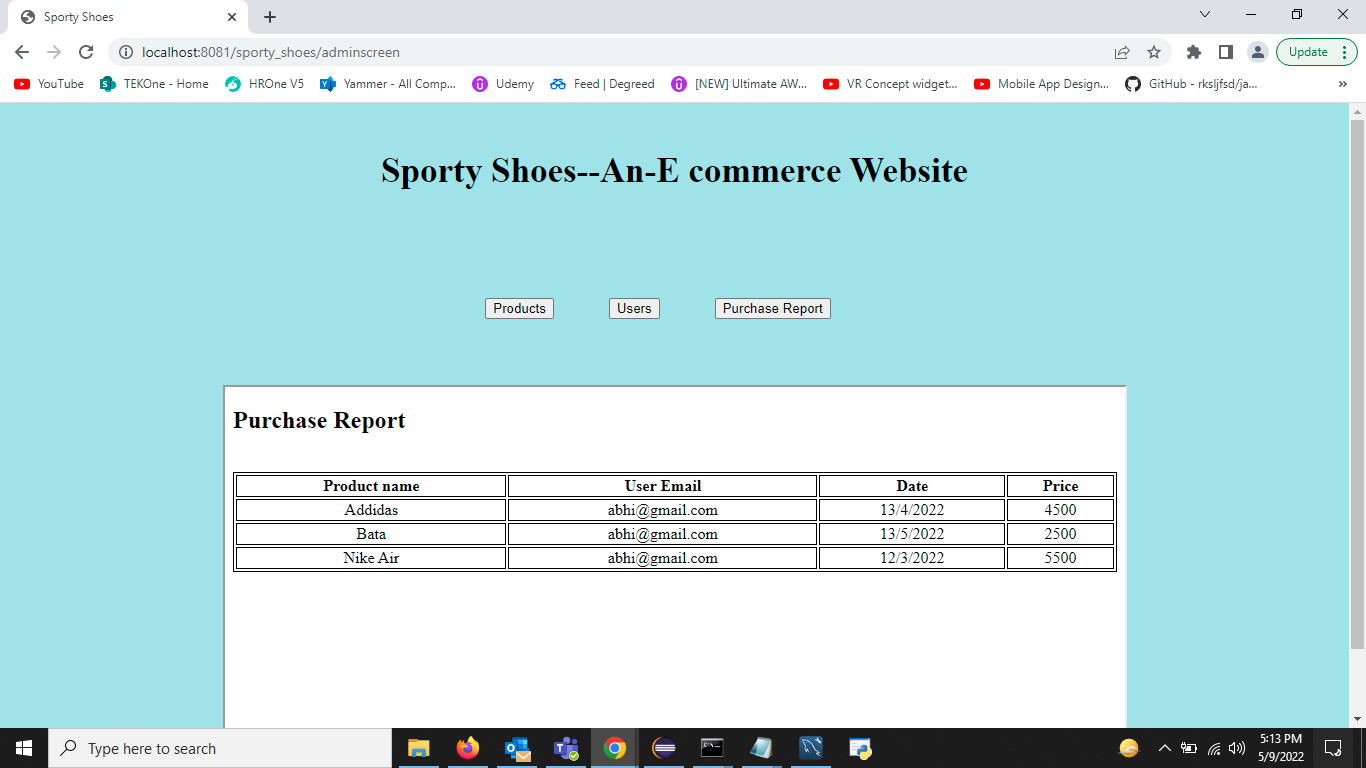 Sporty Shoes
localhost:8081/sporty_shoes/adminscreen
Update
YouTube TEKOne - Home HROne V5 Yammer - All Comp... Udemy Feed | Degreed [NEW] Ultimate AW... VR Concept widget... Mobile App Design... GitHub - rksljfsd/ja... »
Sporty Shoes--An-E commerce Website
Products Users Purchase Report
Purchase Report
Product name User Email Date Price
Addidas abhi@gmail.com 13/4/2022 4500
Bata abhi@gmail.com 13/5/2022 2500
Nike Air abhi@gmail.com 12/3/2022 5500
Type here to search
5:13 PM
5/9/2022